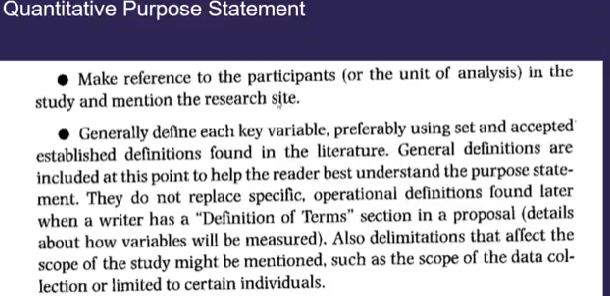 Quantitative Purpose Statement
● Make reference to the participants (or the unit of analysis) in the
study and mention the research site.
● Generally define each key variable, preferably using set and accepted
established definitions found in the literature. General definitions are
included at this point to help the reader best understand the purpose state-
ment. They do not replace specific, operational definitions found later
when a writer has a “Definition of Terms” section in a proposal (details
about how variables will be measured). Also delimitations that affect the
scope of the study might be mentioned, such as the scope of the data col-
lection or limited to certain individuals.